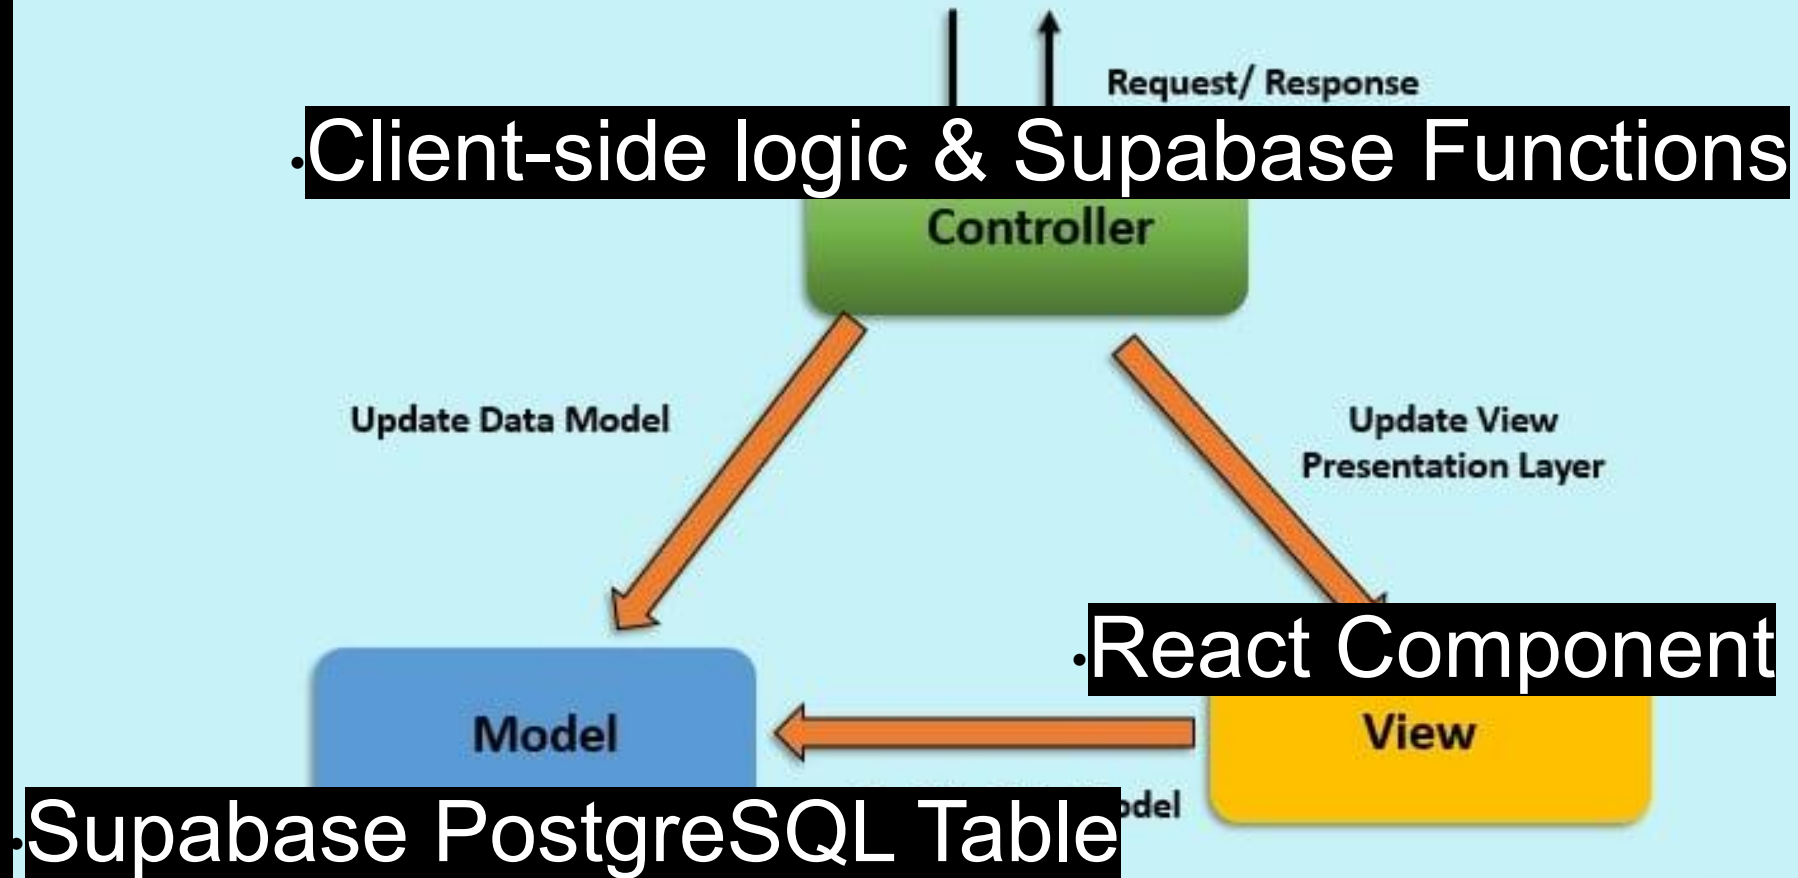 Request/ Response
•Client-side logic & Supabase Functions
Controller
Update Data Model
Update View
Presentation Layer
•React Component
Model
View
•Supabase PostgreSQL Table